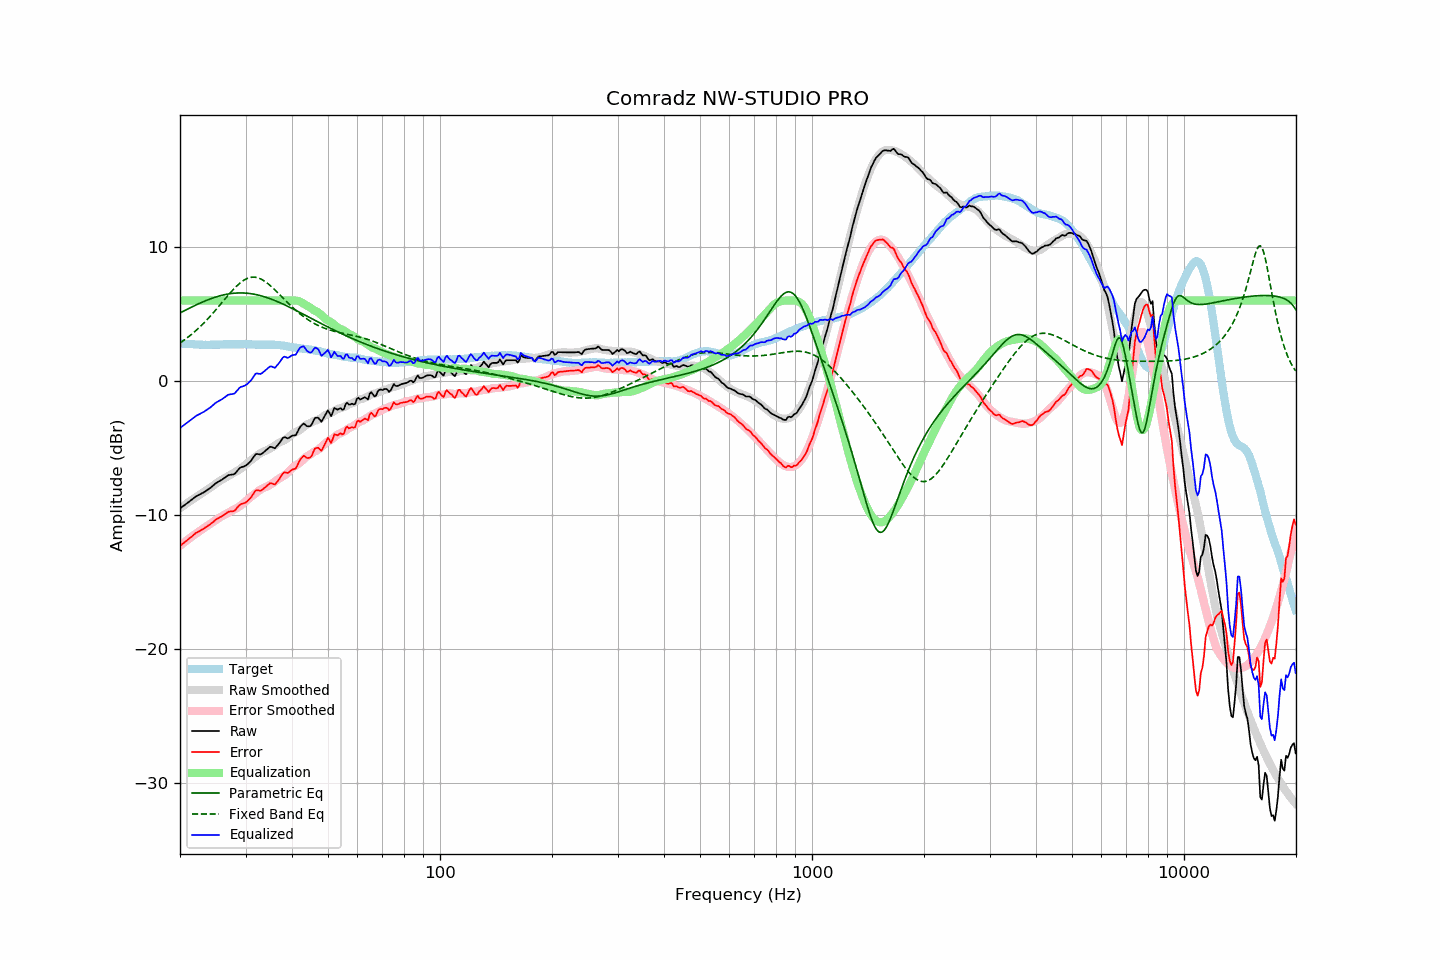 Comradz NW-STUDIO PRO
10
0
−10
−20
−30
Amplitude (dBr)
Target
Raw Smoothed
Error Smoothed
Raw
Error
Equalization
Parametric Eq
Fixed Band Eq
Equalized
100
1000
10000
Frequency (Hz)